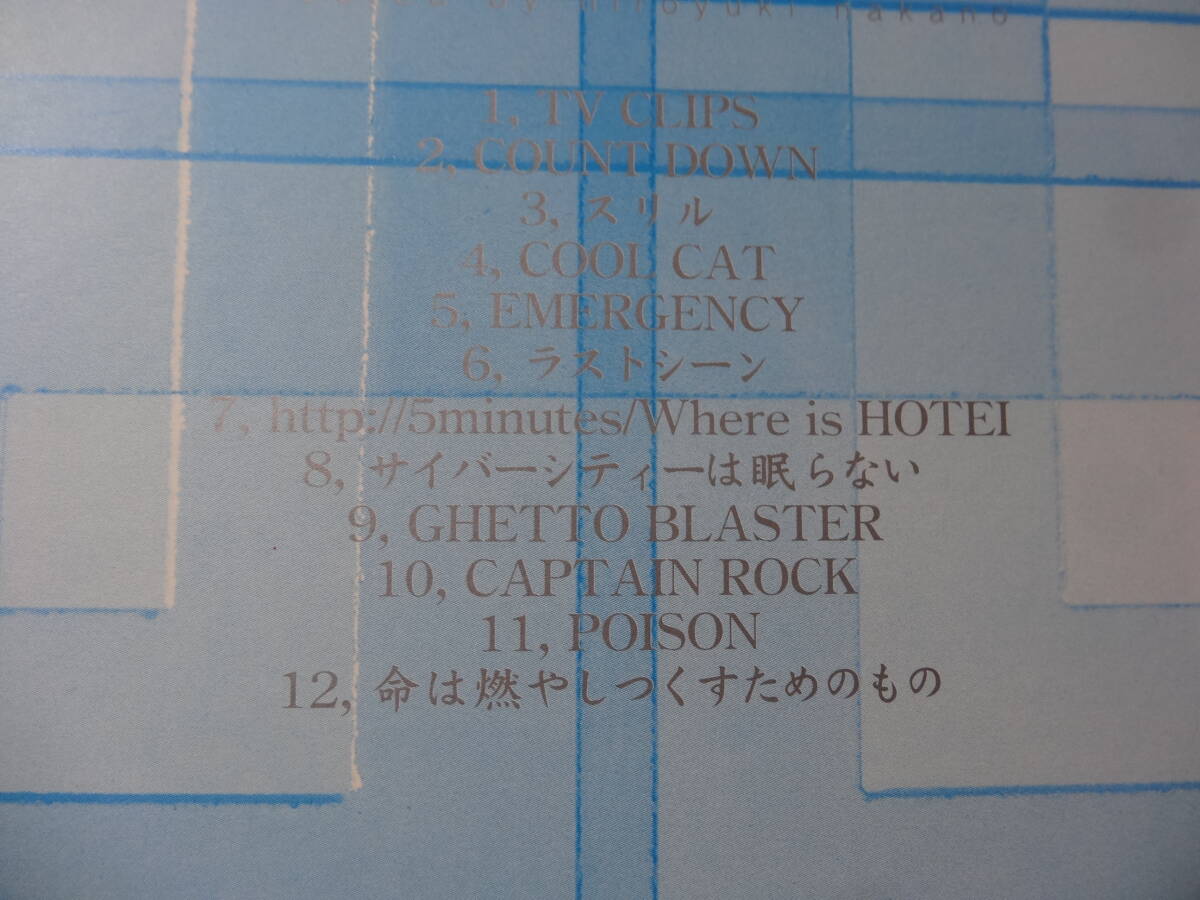 by hiroyuki nakano
1, TV CLIPS
2, COUNT DOWN
3, スリル
4, COOL CAT
5, EMERGENCY
6, ラストシーン
7, http://5minutes/Where is HOTEI
8, サイバーシティーは眠らない
9, GHETTO BLASTER
10, CAPTAIN ROCK
11, POISON
12, 命は燃やしつくすためのもの